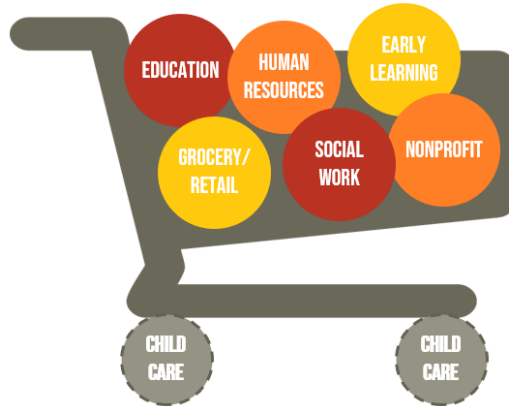 EDUCATION
HUMAN
RESOURCES
EARLY
LEARNING
GROCERY/
RETAIL
SOCIAL
WORK
NONPROFIT
CHILD
CARE
CHILD
CARE